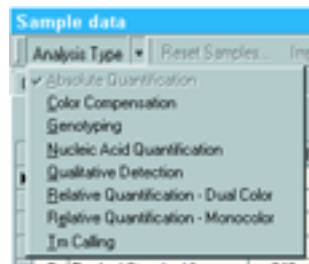 Sample data
Analysis Type Reset Samples...
Absolute Quantification
Color Compensation
Genotyping
Nucleic Acid Quantification
Qualitative Detection
Relative Quantification - Dual Color
Relative Quantification - Monocolor
Tm Calling